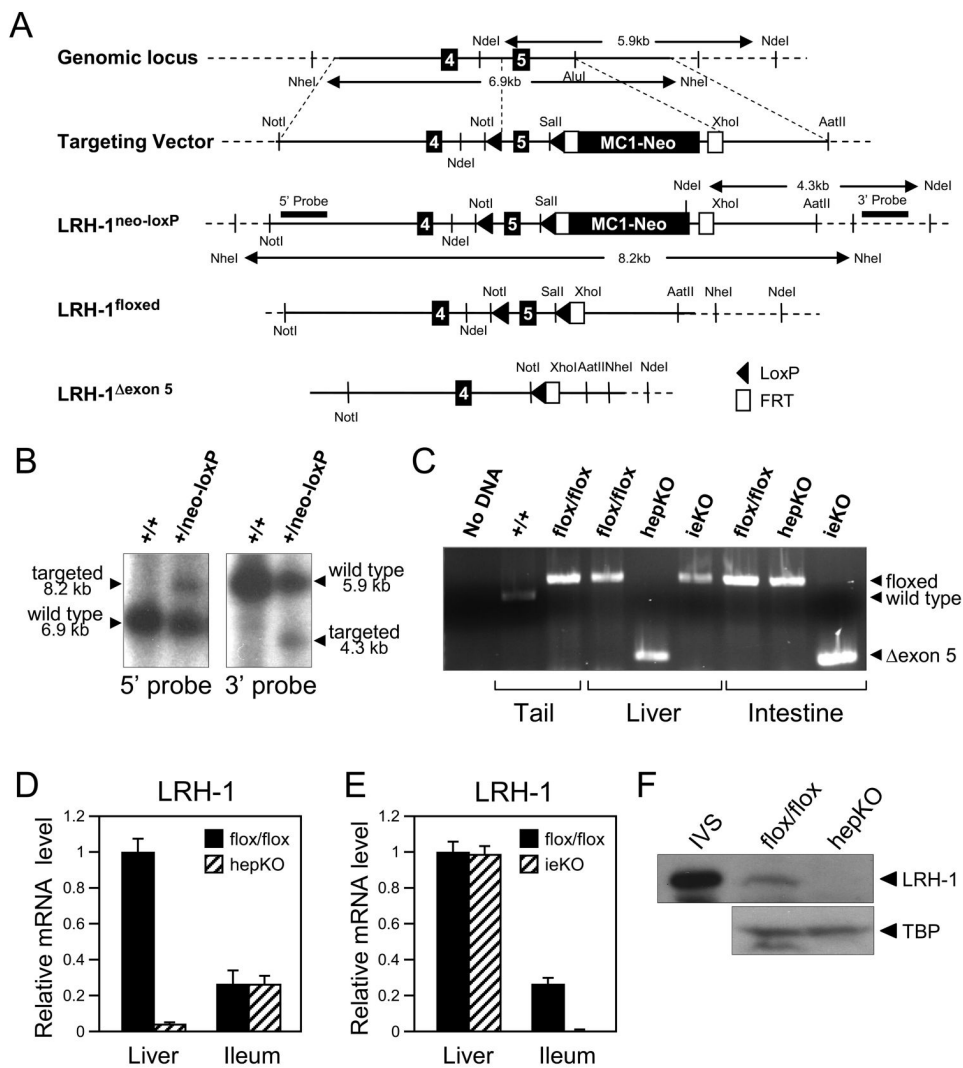 A
Genomic locus
NdeI
5.9kb
NdeI
4
5
NheI
6.9kb
AluI
NheI
Targeting Vector
NotI
NotI
SalI
XhoI
AatII
4
5
MC1-Neo
NdeI
LRH-1neo-loxP
5’ Probe
NdeI
4.3kb
NdeI
NotI
SalI
XhoI
AatII
3’ Probe
4
5
MC1-Neo
NotI
NdeI
NheI
8.2kb
NheI
LRH-1floxed
NotI
SalI
XhoI
AatII
NheI
NdeI
4
5
NotI
NdeI
LRH-1Δexon 5
NotI
XhoI
AatII
NheI
NdeI
4
NotI
LoxP
FRT
B
+/+
+/neo-loxP
+/+
+/neo-loxP
targeted
8.2 kb
wild type
6.9 kb
wild type
5.9 kb
targeted
4.3 kb
5’ probe
3’ probe
C
No DNA
+/+
flox/flox
flox/flox
hepKO
ieKO
flox/flox
hepKO
ieKO
floxed
wild type
Δexon 5
Tail
Liver
Intestine
D
LRH-1
Relative mRNA level
1.2
1
0.8
0.6
0.4
0.2
0
flox/flox
hepKO
Liver
Ileum
E
LRH-1
Relative mRNA level
1.2
1
0.8
0.6
0.4
0.2
0
flox/flox
ieKO
Liver
Ileum
F
IVS
flox/flox
hepKO
LRH-1
TBP